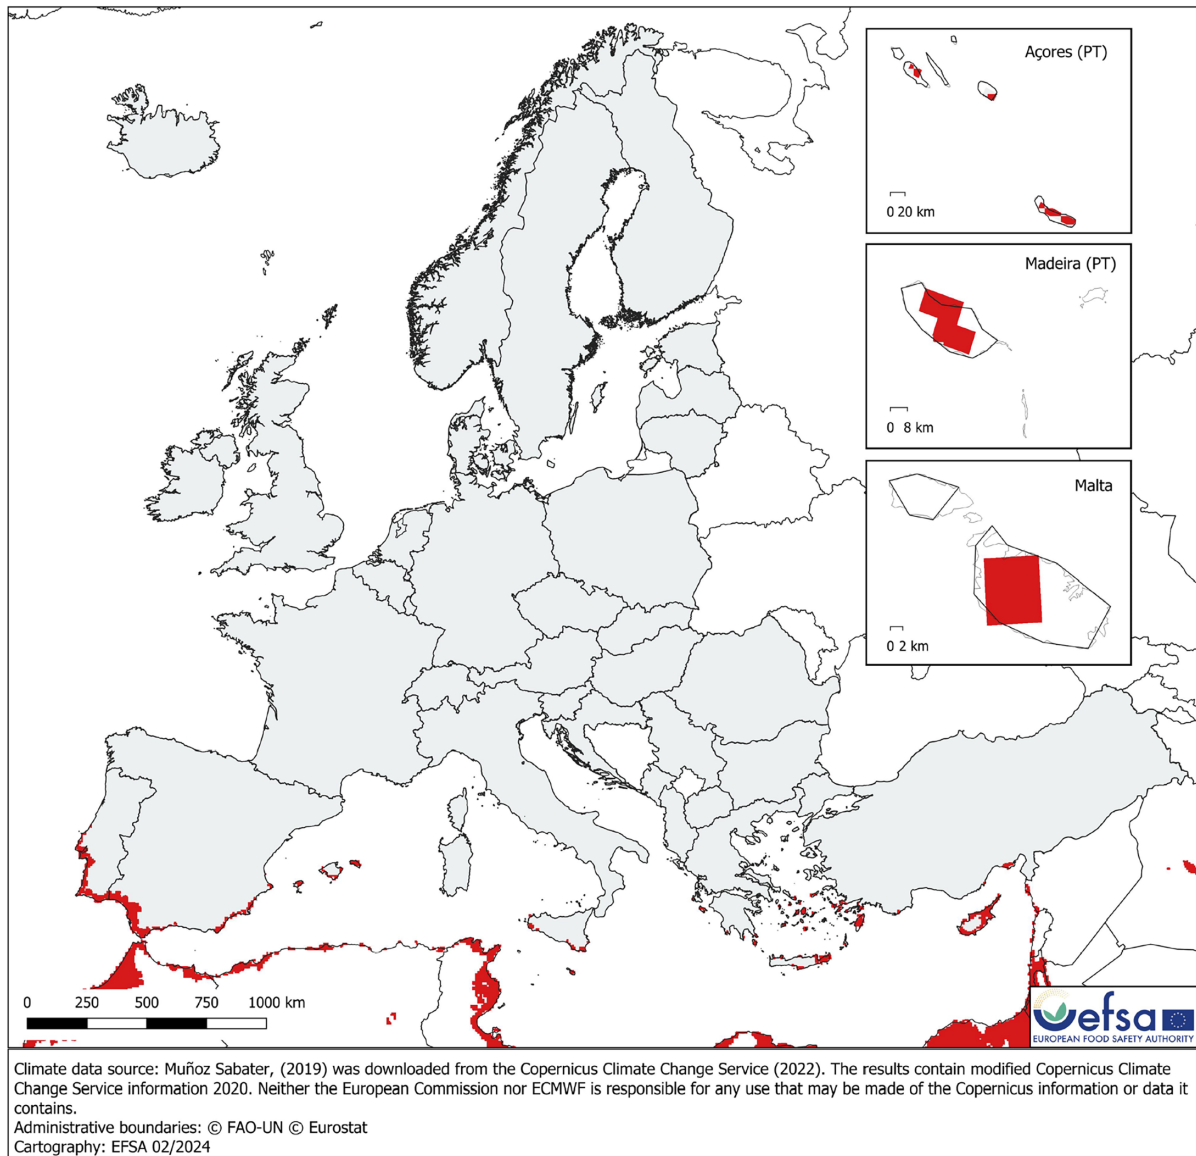 Açores (PT)
0 20 km
Madeira (PT)
0 8 km
Malta
0 2 km
0 250 500 750 1000 km
efsa
EUROPEAN FOOD SAFETY AUTHORITY
Climate data source: Muñoz Sabater, (2019) was downloaded from the Copernicus Climate Change Service (2022). The results contain modified Copernicus Climate
Change Service information 2020. Neither the European Commission nor ECMWF is responsible for any use that may be made of the Copernicus information or data it
contains.
Administrative boundaries: © FAO-UN © Eurostat
Cartography: EFSA 02/2024